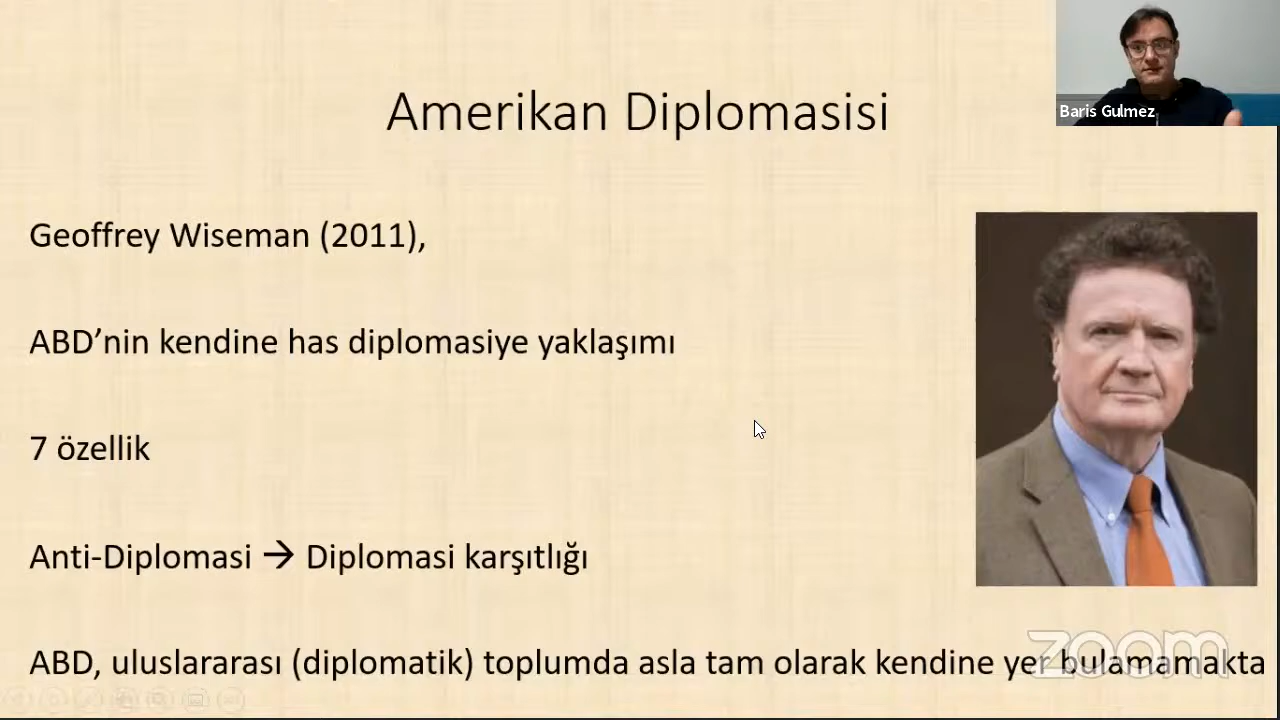 Amerikan Diplomasisi
Baris Gulmez
Geoffrey Wiseman (2011),
ABD’nin kendine has diplomasiye yaklaşımı
7 özellik
Anti-Diplomasi → Diplomasi karşıtlığı
ABD, uluslararası (diplomatik) toplumda asla tam olarak kendine yer bulamamakta
zoom